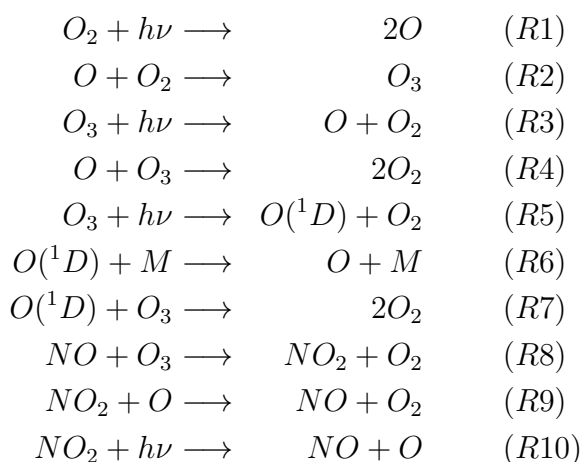 O₂ + hν ⟶ 2O (R1)
O + O₂ ⟶ O₃ (R2)
O₃ + hν ⟶ O + O₂ (R3)
O + O₃ ⟶ 2O₂ (R4)
O₃ + hν ⟶ O(¹D) + O₂ (R5)
O(¹D) + M ⟶ O + M (R6)
O(¹D) + O₃ ⟶ 2O₂ (R7)
NO + O₃ ⟶ NO₂ + O₂ (R8)
NO₂ + O ⟶ NO + O₂ (R9)
NO₂ + hν ⟶ NO + O (R10)